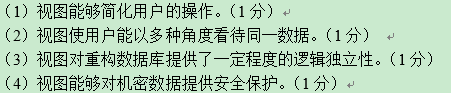 （1）视图能够简化用户的操作。（1 分）
（2）视图使用户能以多种角度看待同一数据。（1 分）
（3）视图对重构数据库提供了一定程度的逻辑独立性。（1 分）
（4）视图能够对机密数据提供安全保护。（1 分）